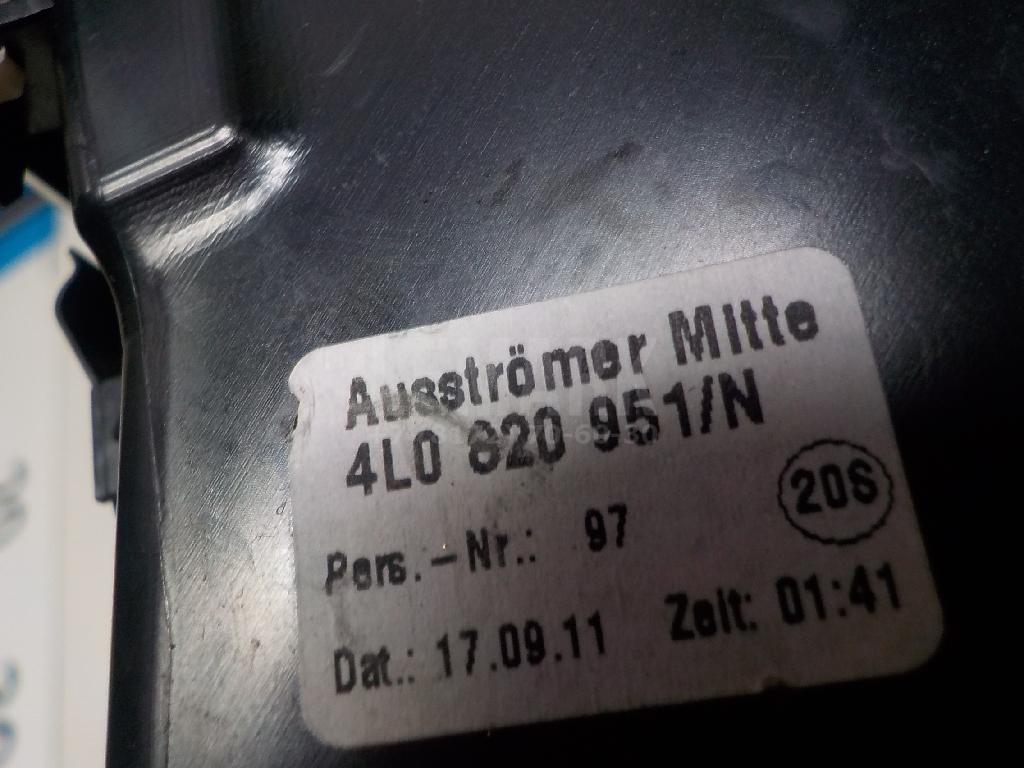 Ausströmer Mitte
4L0 820 951/N
20S
Pers.-Nr.: 97
Dat.: 17.09.11 Zeit: 01:41